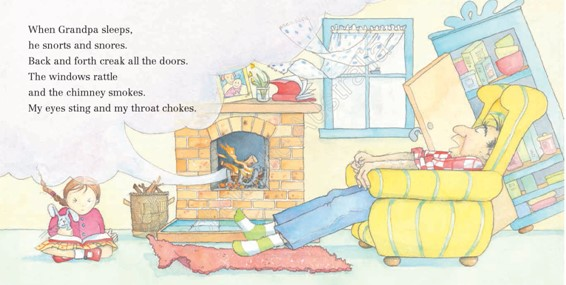 When Grandpa sleeps,
he snorts and snores.
Back and forth creak all the doors.
The windows rattle
and the chimney smokes.
My eyes sting and my throat chokes.